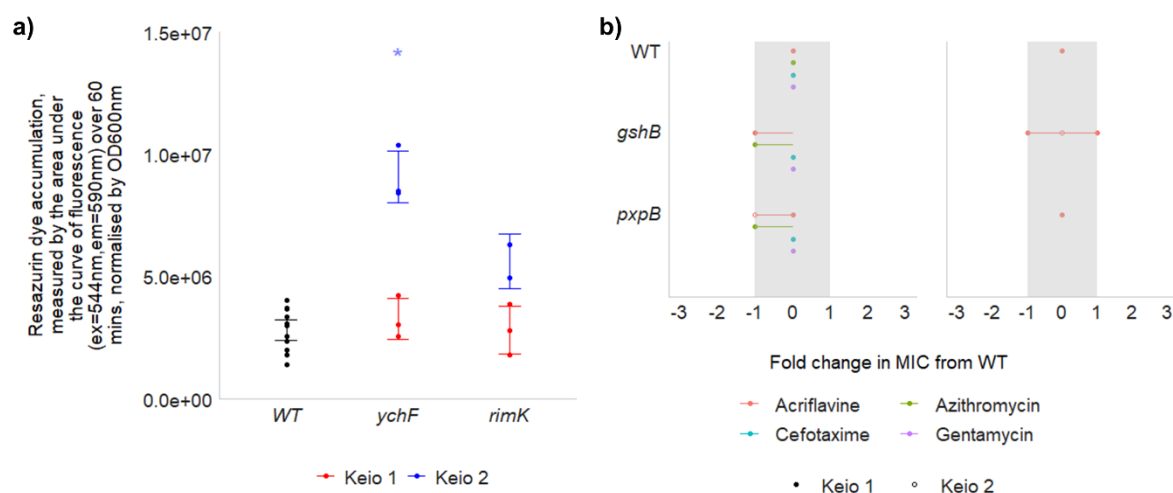 a)
Resazurin dye accumulation,
measured by the area under
the curve of fluorescence
(ex=544nm,em=590nm) over 60
mins, normalised by OD600nm
1.5e+07
1.0e+07
5.0e+06
0.0e+00
*
WT
ychF
rimK
Keio 1
Keio 2
b)
WT
gshB
pxpB
-3 -2 -1 0 1 2 3
-3 -2 -1 0 1 2 3
Fold change in MIC from WT
Acriflavine
Azithromycin
Cefotaxime
Gentamycin
Keio 1
Keio 2